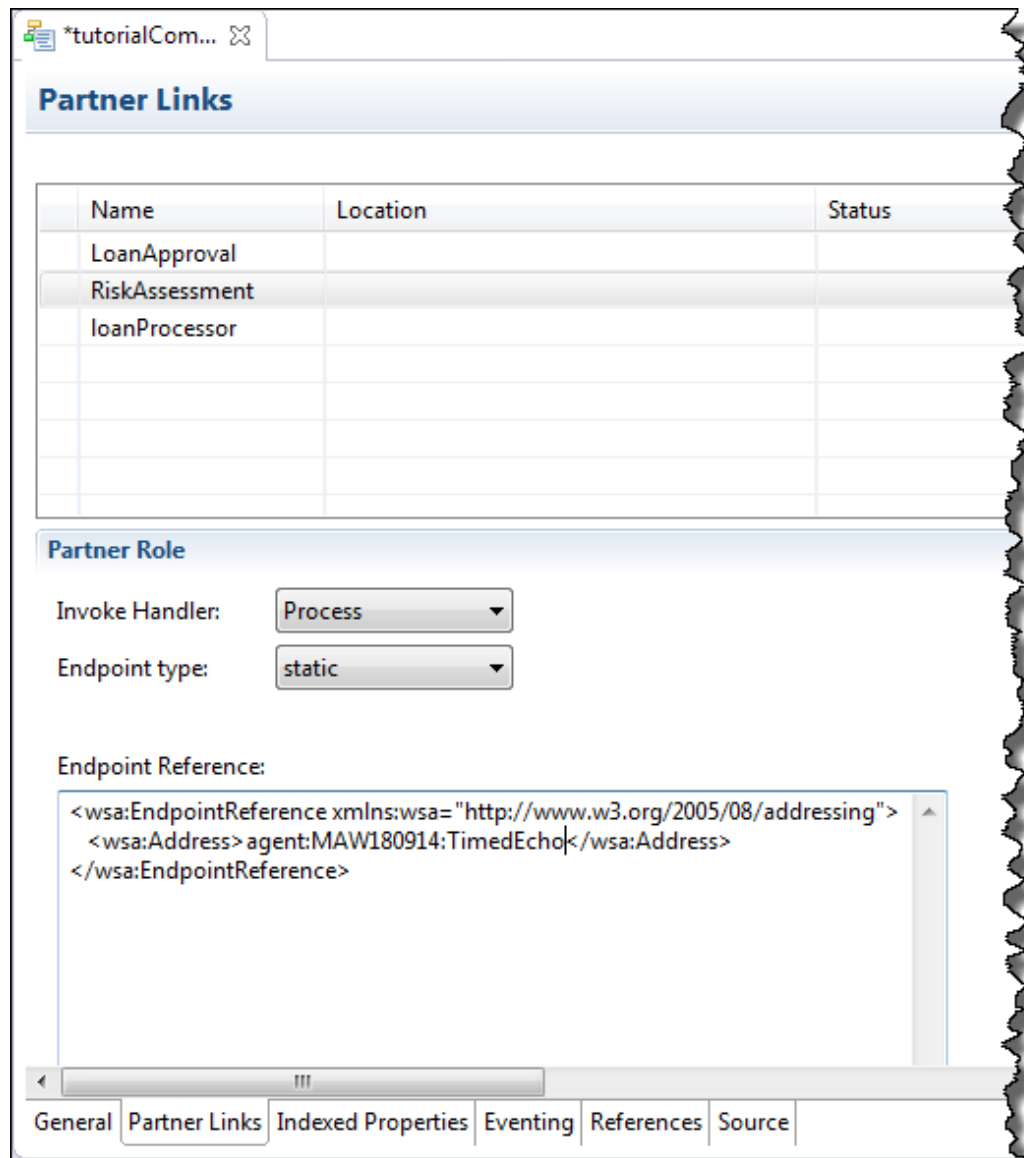 *tutorialCom...
Partner Links
Name Location Status
LoanApproval
RiskAssessment
loanProcessor
Partner Role
Invoke Handler: Process
Endpoint type: static
Endpoint Reference:
<wsa:EndpointReference xmlns:wsa="http://www.w3.org/2005/08/addressing">
<wsa:Address>agent:MAW180914:TimedEcho</wsa:Address>
</wsa:EndpointReference>
General Partner Links Indexed Properties Eventing References Source